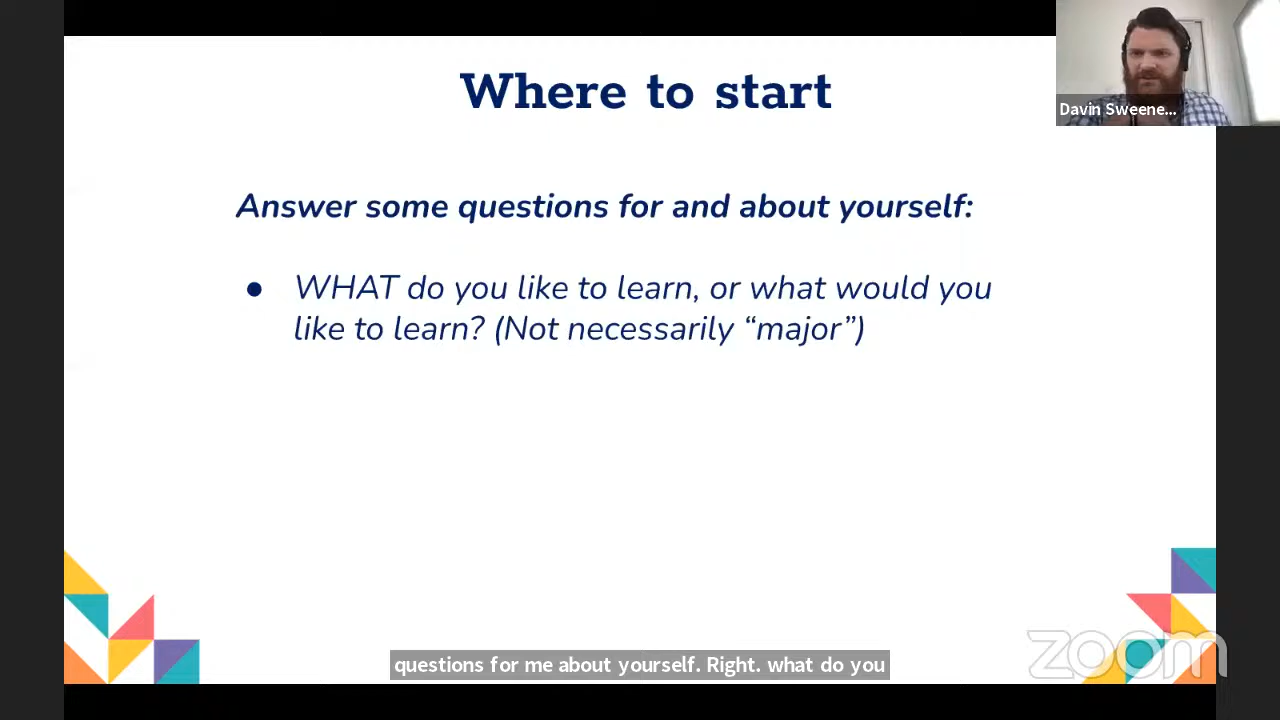 Where to start
Davin Sweene...
Answer some questions for and about yourself:
● WHAT do you like to learn, or what would you
like to learn? (Not necessarily “major”)
zoom
questions for me about yourself. Right. what do you